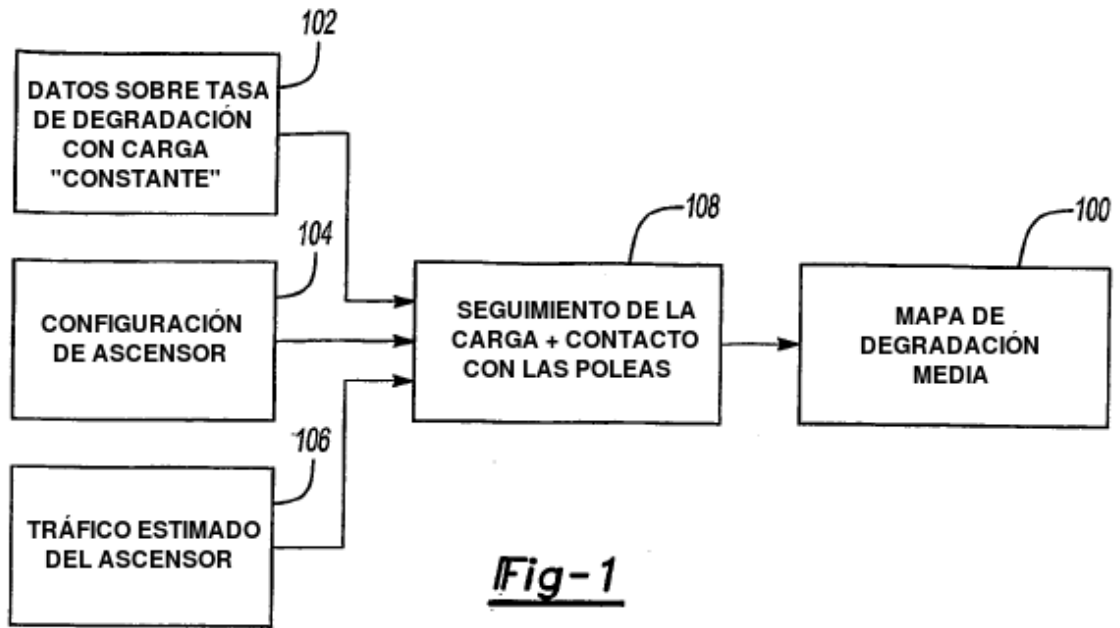 102
DATOS SOBRE TASA
DE DEGRADACIÓN
CON CARGA
"CONSTANTE"
104
CONFIGURACIÓN
DE ASCENSOR
106
TRÁFICO ESTIMADO
DEL ASCENSOR
108
SEGUIMIENTO DE LA
CARGA + CONTACTO
CON LAS POLEAS
100
MAPA DE
DEGRADACIÓN
MEDIA
Fig-1